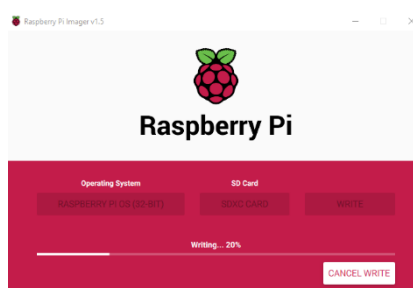 Raspberry Pi Imager v1.5
Raspberry Pi
Operating System SD Card
RASPBERRY PI OS (32-BIT) SDXC CARD WRITE
Writing... 20%
CANCEL WRITE